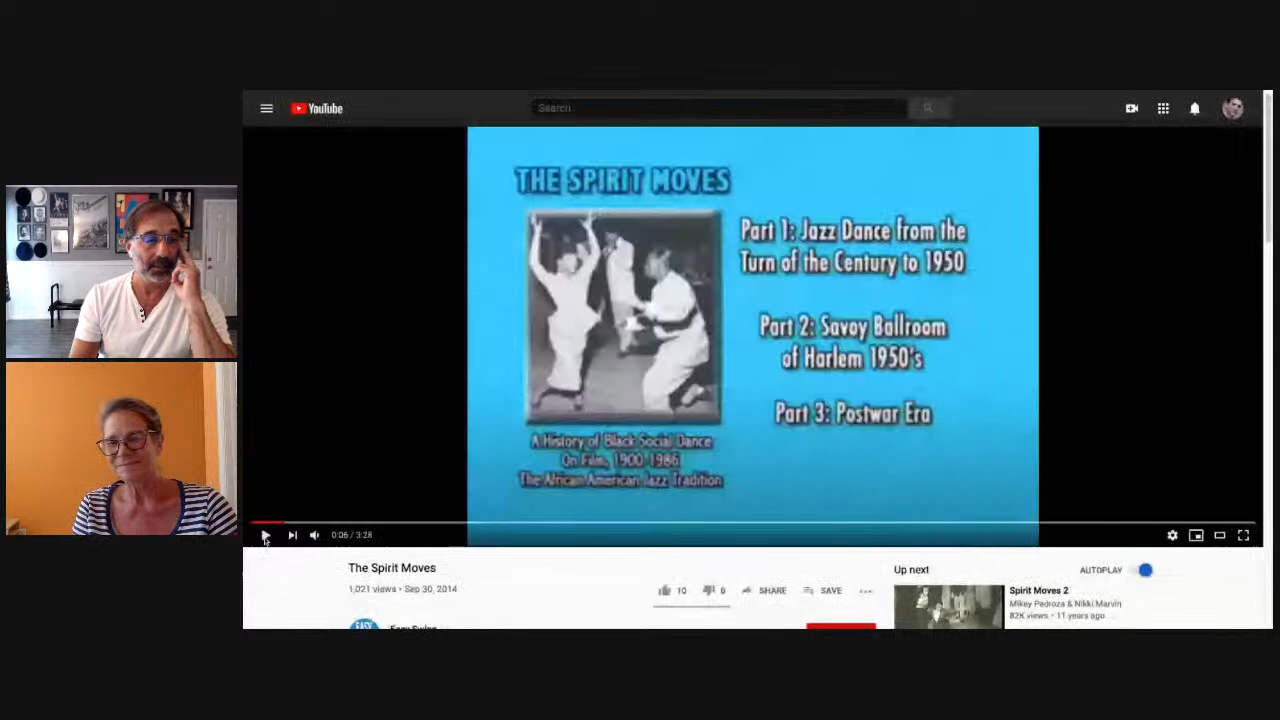 YouTube
Search
THE SPIRIT MOVES
Part 1: Jazz Dance from the
Turn of the Century to 1950
Part 2: Savoy Ballroom
of Harlem 1950's
Part 3: Postwar Era
A History of Black Social Dance
On Film, 1900-1986
The African American Jazz Tradition
0:06 / 3:28
The Spirit Moves
1,021 views • Sep 30, 2014
10
0
SHARE
SAVE
Up next
AUTOPLAY
Spirit Moves 2
Mikey Pedroza & Nikki Marvin
82K views • 11 years ago